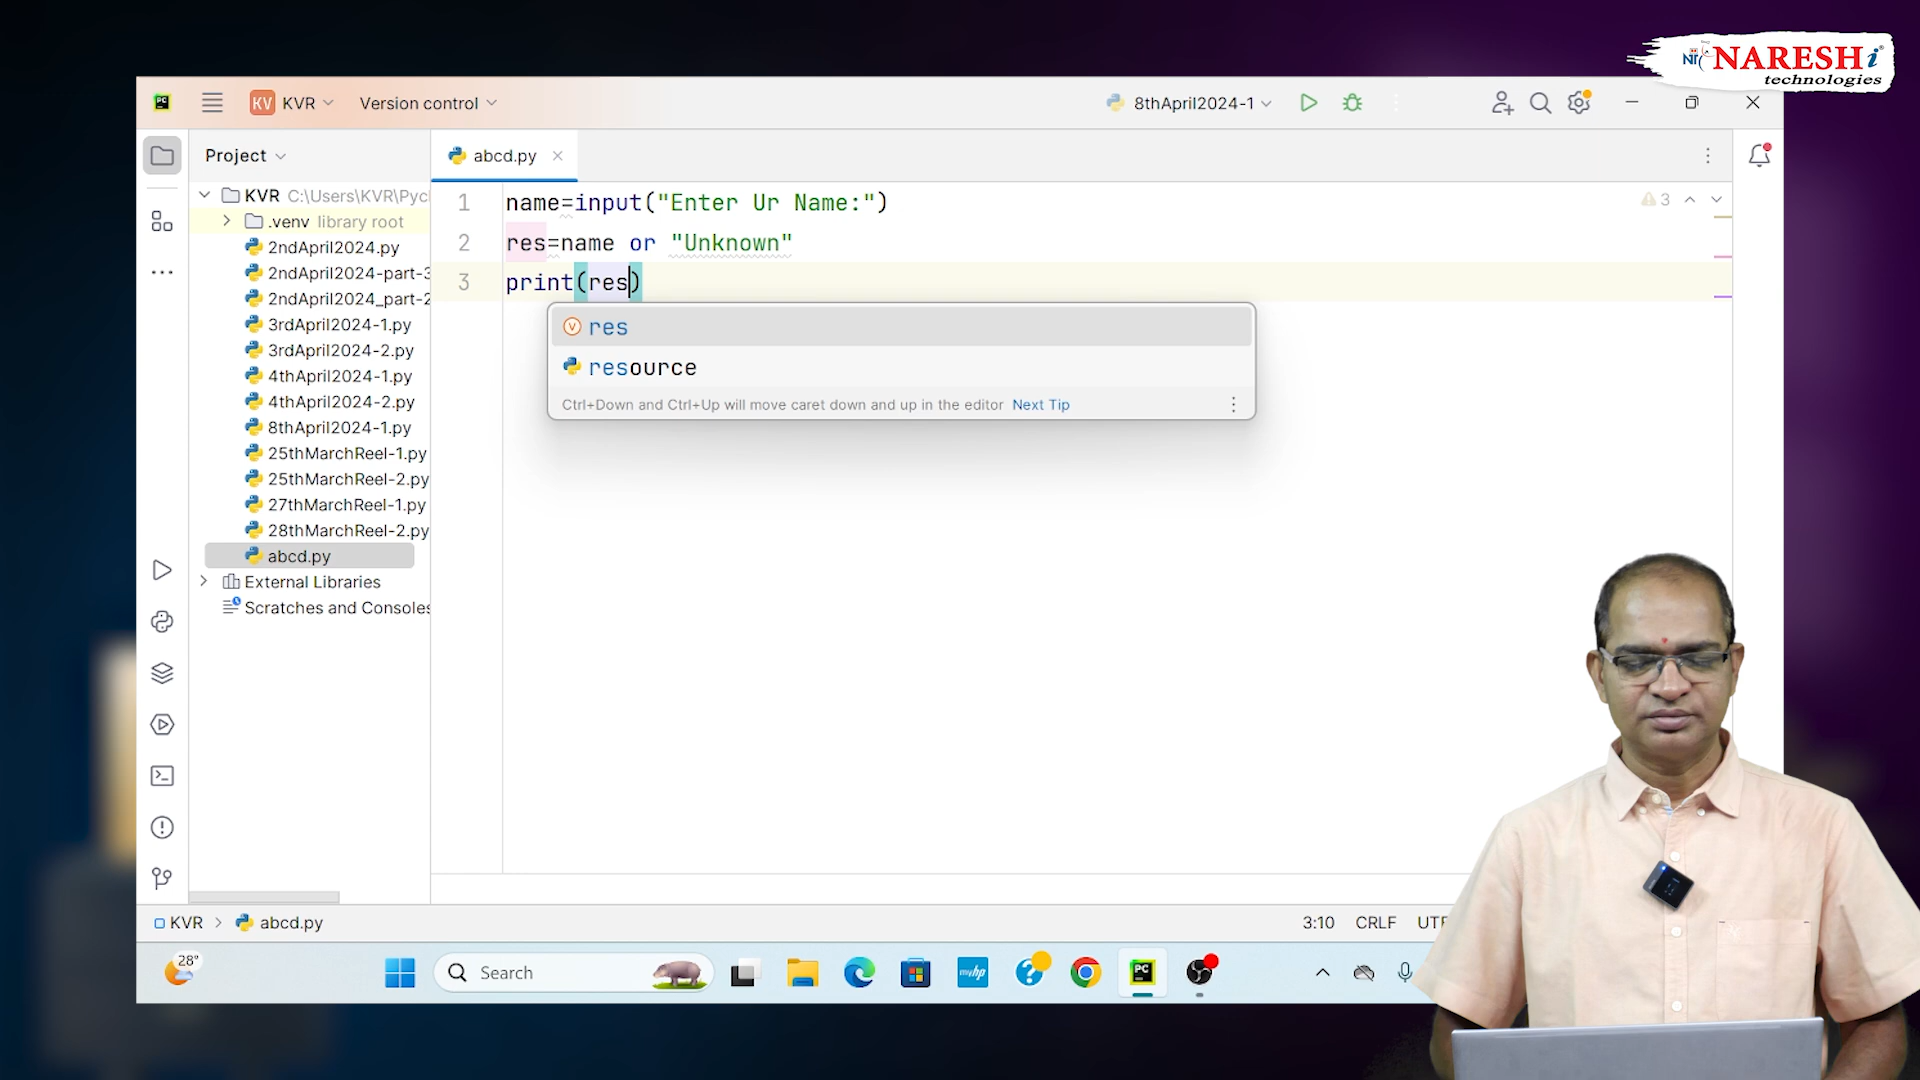 NARESHi
technologies
KV KVR
Version control
8thApril2024-1
Project
abcd.py
KVR C:\Users\KVR\Pyc
.venv library root
2ndApril2024.py
2ndApril2024-part-3
2ndApril2024_part-2
3rdApril2024-1.py
3rdApril2024-2.py
4thApril2024-1.py
4thApril2024-2.py
8thApril2024-1.py
25thMarchReel-1.py
25thMarchReel-2.py
27thMarchReel-1.py
28thMarchReel-2.py
abcd.py
External Libraries
Scratches and Consoles
1 name=input("Enter Ur Name:")
2 res=name or "Unknown"
3 print(res)
3
res
resource
Ctrl+Down and Ctrl+Up will move caret down and up in the editor Next Tip
KVR > abcd.py
3:10 CRLF UTF
28°
Search
myhp
PC